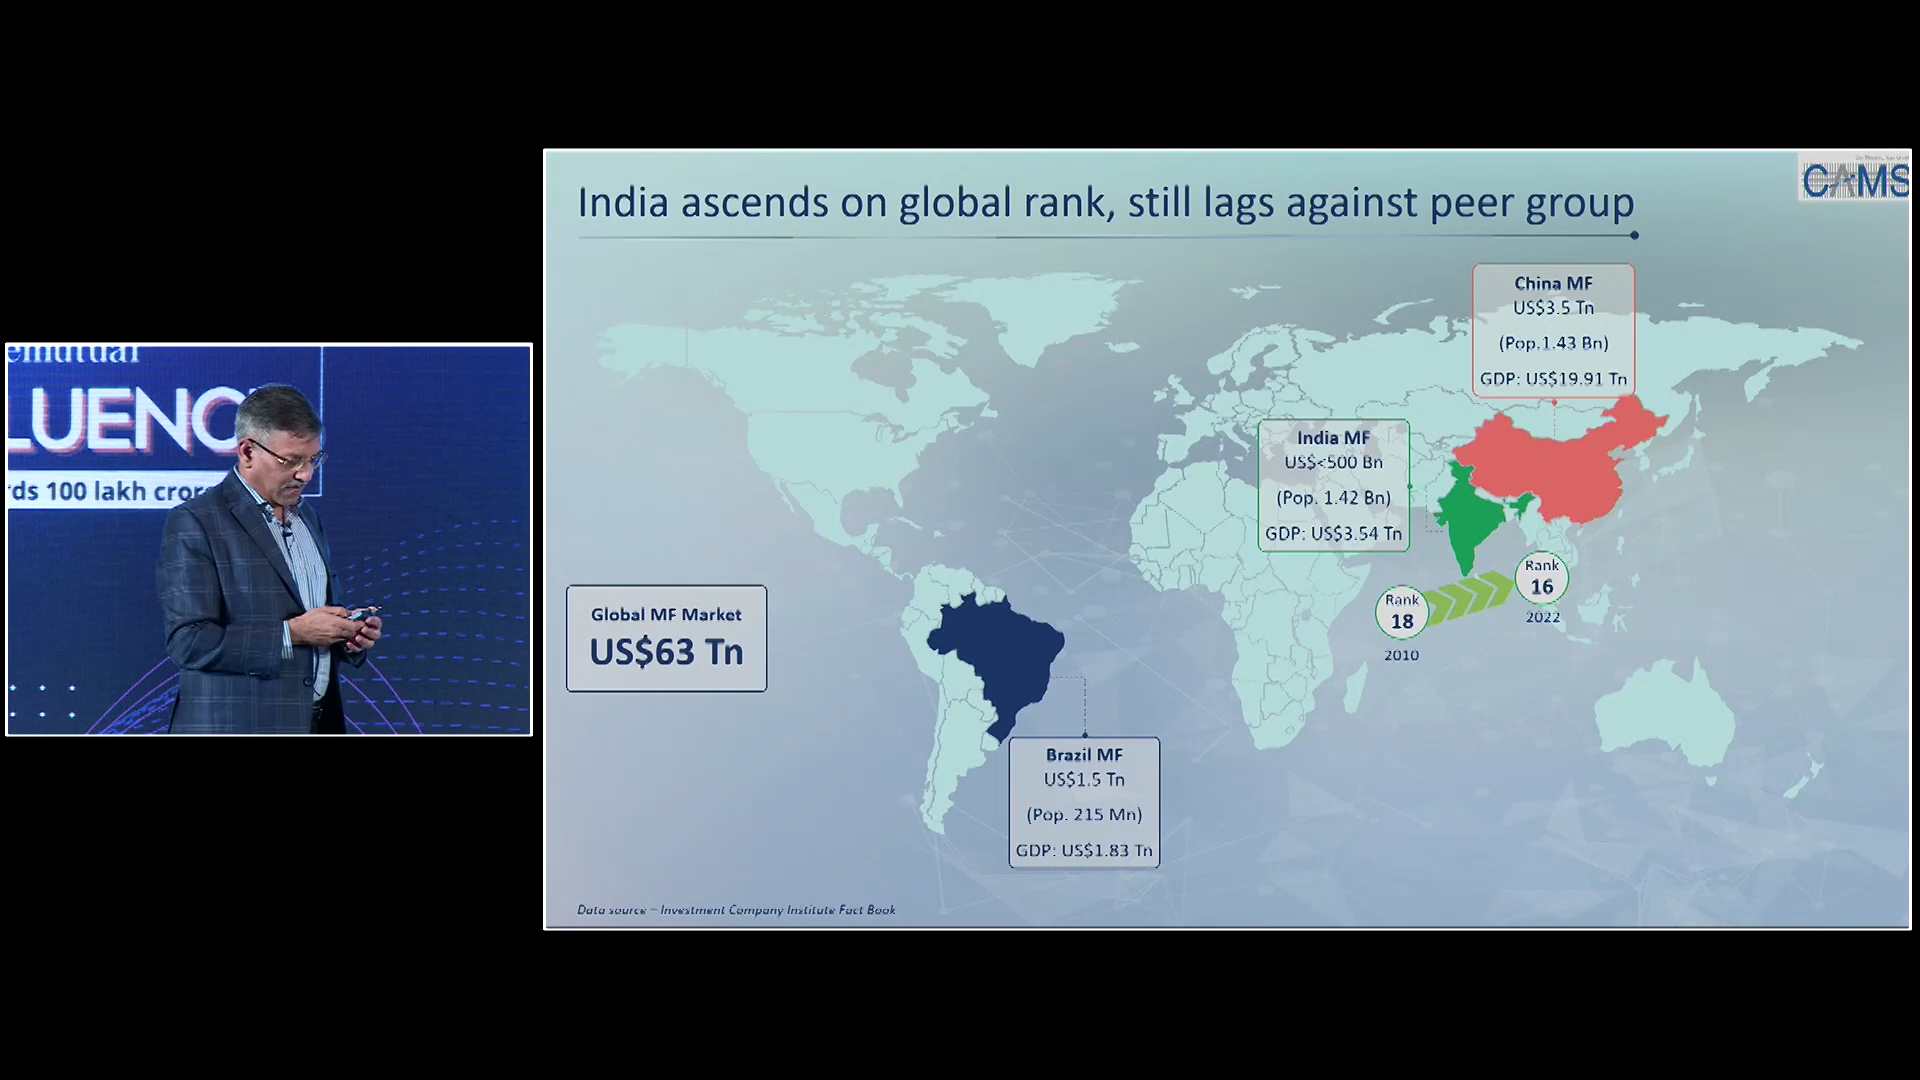 emutual
LUENC
rds 100 lakh crore
CAMS
India ascends on global rank, still lags against peer group
China MF
US$3.5 Tn
(Pop.1.43 Bn)
GDP: US$19.91 Tn
India MF
US$<500 Bn
(Pop. 1.42 Bn)
GDP: US$3.54 Tn
Rank
16
2022
Rank
18
2010
Global MF Market
US$63 Tn
Brazil MF
US$1.5 Tn
(Pop. 215 Mn)
GDP: US$1.83 Tn
Data source – Investment Company Institute Fact Book